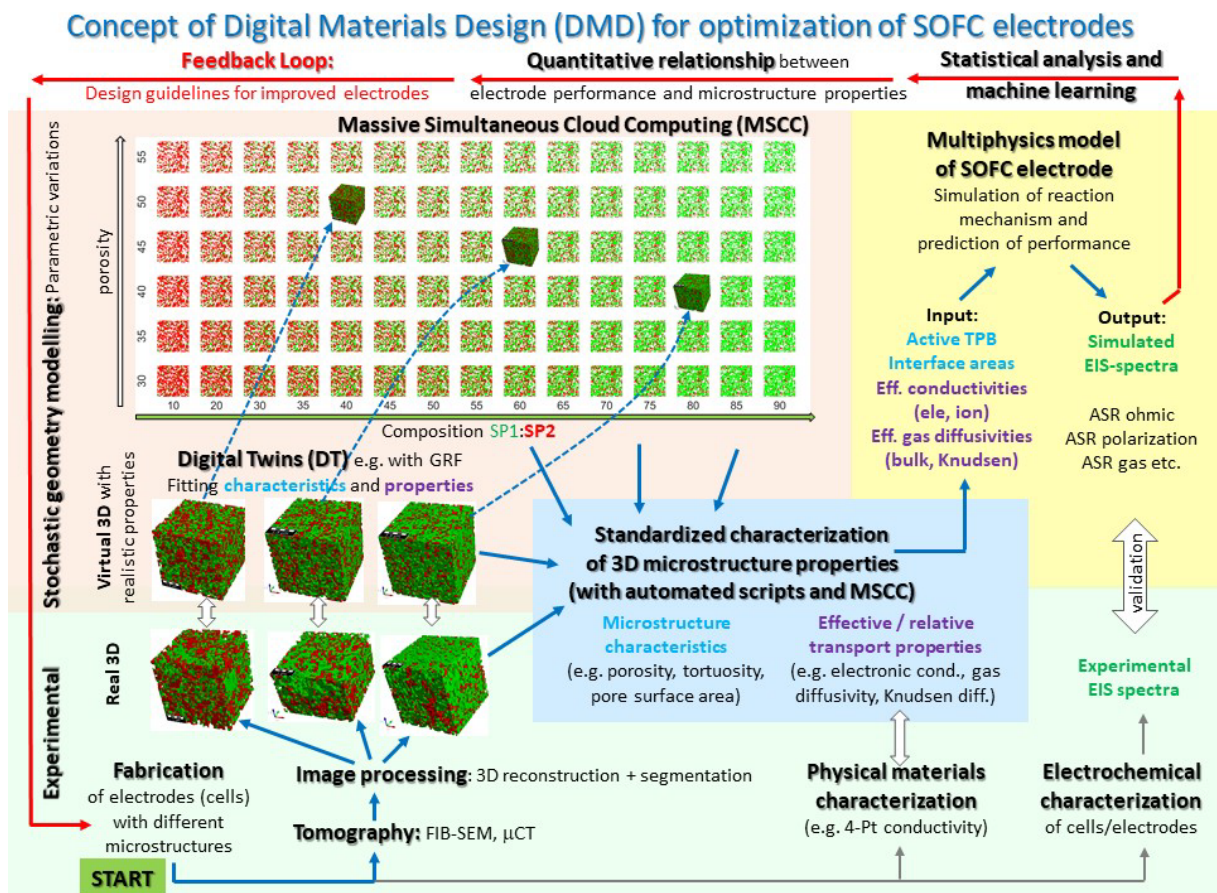 Concept of Digital Materials Design (DMD) for optimization of SOFC electrodes
Feedback Loop:
Design guidelines for improved electrodes
Quantitative relationship between
electrode performance and microstructure properties
Statistical analysis and
machine learning
Stochastic geometry modelling: Parametric variations
Massive Simultaneous Cloud Computing (MSCC)
porosity
55
50
45
40
35
30
10 20 30 35 40 45 50 55 60 65 70 75 80 85 90
Composition SP1:SP2
Multiphysics model
of SOFC electrode
Simulation of reaction
mechanism and
prediction of performance
Input:
Active TPB
Interface areas
Eff. conductivities
(ele, ion)
Eff. gas diffusivities
(bulk, Knudsen)
Output:
Simulated
EIS-spectra
ASR ohmic
ASR polarization
ASR gas etc.
Virtual 3D with
realistic properties
Digital Twins (DT) e.g. with GRF
Fitting characteristics and properties
Standardized characterization
of 3D microstructure properties
(with automated scripts and MSCC)
Microstructure
characteristics
(e.g. porosity, tortuosity,
pore surface area)
Effective / relative
transport properties
(e.g. electronic cond., gas
diffusivity, Knudsen diff.)
validation
Experimental
EIS spectra
Experimental
Real 3D
Fabrication
of electrodes (cells)
with different
microstructures
START
Image processing: 3D reconstruction + segmentation
Tomography: FIB-SEM, µCT
Physical materials
characterization
(e.g. 4-Pt conductivity)
Electrochemical
characterization
of cells/electrodes